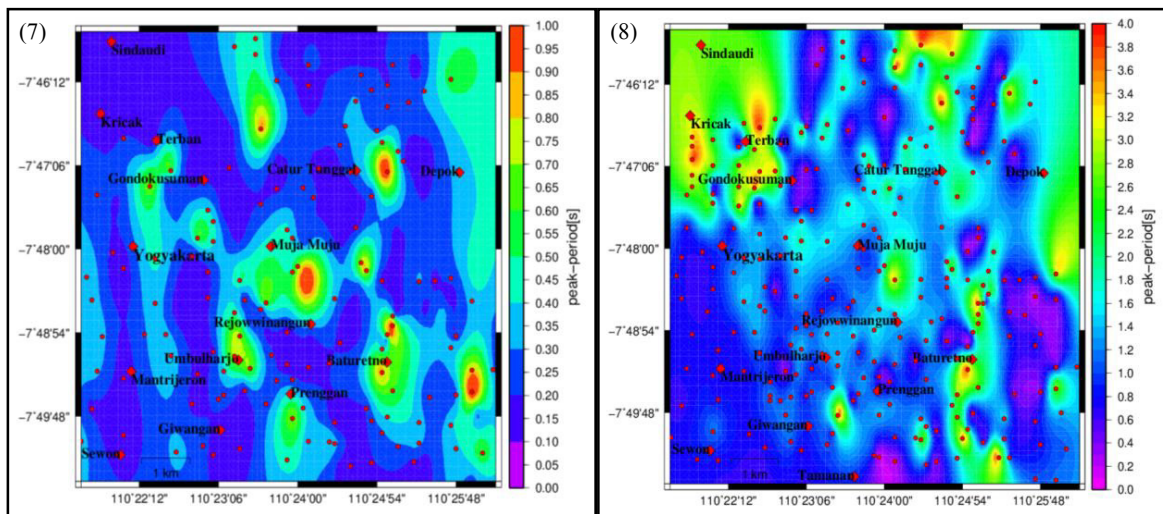 (7)
Sindaudi
-7˚46'12"
Kricak
Terban
-7˚47'06"
Catur Tunggal
Depok
Gondokusuman
-7˚48'00"
Muja Muju
Yogyakarta
-7˚48'54"
Rejowwinangun
Umbulharjo
Baturetno
Mantrijeron
Prenggan
-7˚49'48"
Giwangan
Sewon
1 km
110˚22'12" 110˚23'06" 110˚24'00" 110˚24'54" 110˚25'48"
1.00
0.95
0.90
0.85
0.80
0.75
0.70
0.65
0.60
0.55
0.50
0.45
0.40
0.35
0.30
0.25
0.20
0.15
0.10
0.05
0.00
peak-period[s]
(8)
Sindaudi
-7˚46'12"
Kricak
Terban
-7˚47'06"
Catur Tunggal
Depok
Gondokusuman
-7˚48'00"
Muja Muju
Yogyakarta
-7˚48'54"
Rejowwinangun
Umbulharjo
Baturetno
Mantrijeron
Prenggan
-7˚49'48"
Giwangan
Sewon
1 km
Tamanan
110˚22'12" 110˚23'06" 110˚24'00" 110˚24'54" 110˚25'48"
4.0
3.8
3.6
3.4
3.2
3.0
2.8
2.6
2.4
2.2
2.0
1.8
1.6
1.4
1.2
1.0
0.8
0.6
0.4
0.2
0.0
peak-period[s]